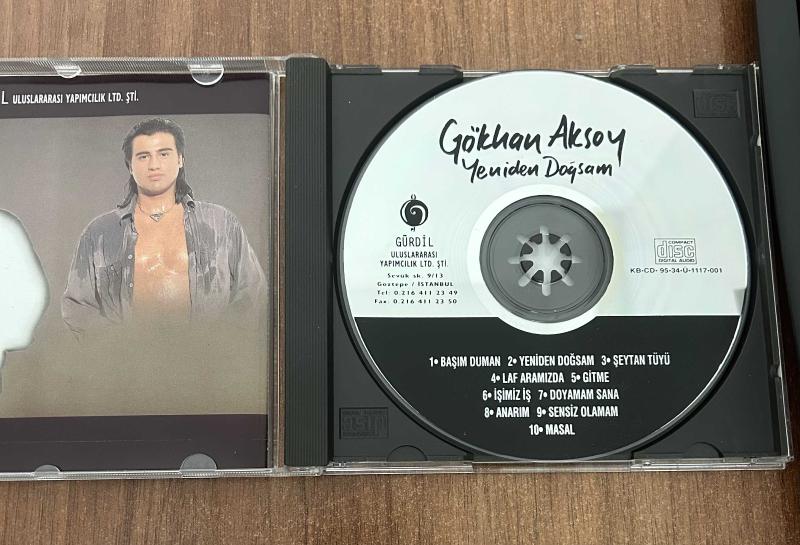 L ULUSLARARASI YAPIMCILIK LTD. ŞTİ.
Gökhan Aksoy
Yeniden Doğsam
GÜRDİL
ULUSLARARASI
YAPIMCILIK LTD. ŞTİ.
Sevük sk. 9/13
Göztepe / İSTANBUL
Tel: 0.216 411 23 49
Fax: 0.216 411 23 50
COMPACT
disc
DIGITAL AUDIO
KB-CD- 95-34-Ü-1117-001
1• BAŞIM DUMAN 2• YENİDEN DOĞSAM 3• ŞEYTAN TÜYÜ
4• LAF ARAMIZDA 5• GİTME
6• İŞİMİZ İŞ 7• DOYAMAM SANA
8• ANARIM 9• SENSİZ OLAMAM
10• MASAL